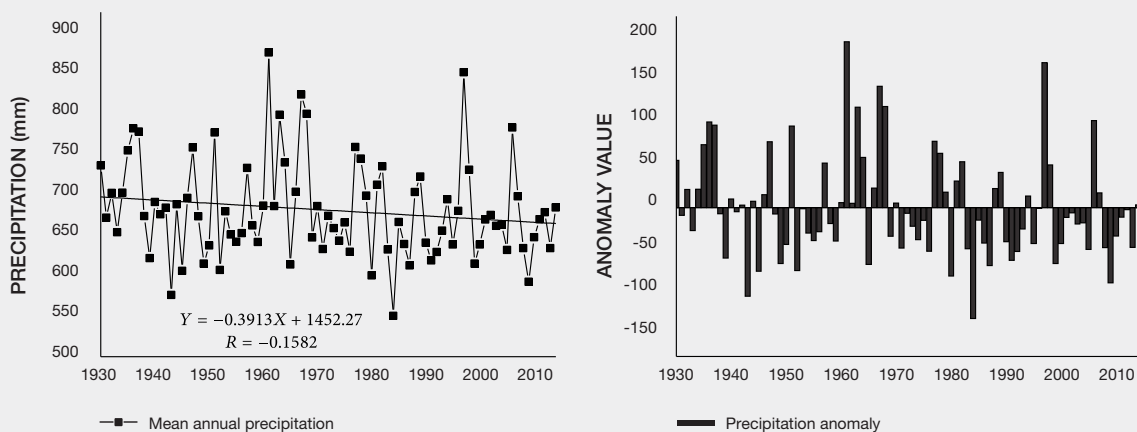 PRECIPITATION (mm)
900
850
800
750
700
650
600
550
500
Y = −0.3913X + 1452.27
R = −0.1582
1930 1940 1950 1960 1970 1980 1990 2000 2010
Mean annual precipitation
ANOMALY VALUE
200
150
100
50
0
-50
-100
-150
1930 1940 1950 1960 1970 1980 1990 2000 2010
Precipitation anomaly